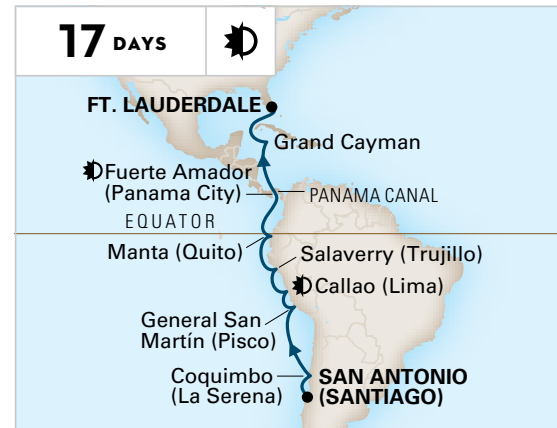 17 DAYS
FT. LAUDERDALE
Grand Cayman
Fuerte Amador
(Panama City)
PANAMA CANAL
EQUATOR
Manta (Quito)
Salaverry (Trujillo)
Callao (Lima)
General San
Martín (Pisco)
Coquimbo
(La Serena)
SAN ANTONIO
(SANTIAGO)